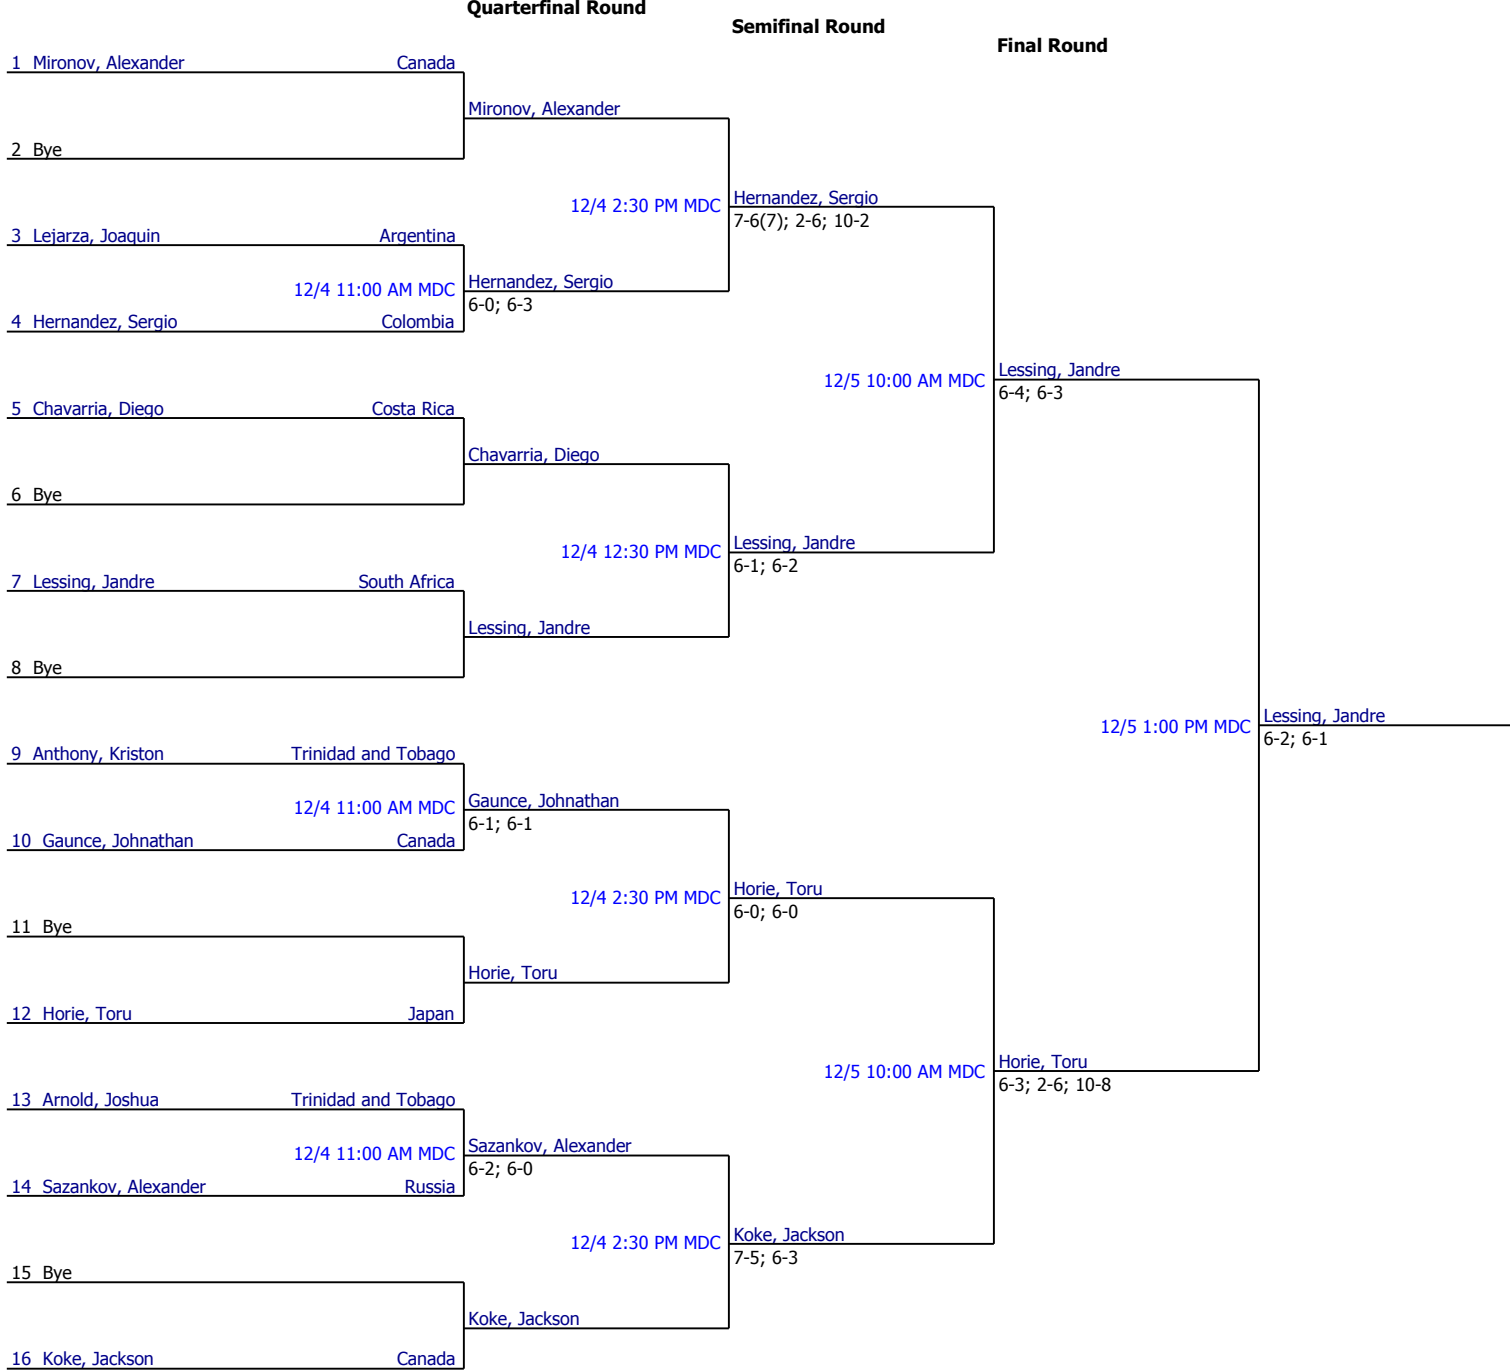 Quarterfinal Round
Semifinal Round
Final Round
1 Mironov, Alexander Canada
Mironov, Alexander
2 Bye
12/4 2:30 PM MDC Hernandez, Sergio
7-6(7); 2-6; 10-2
3 Lejarza, Joaquin Argentina
12/4 11:00 AM MDC Hernandez, Sergio
6-0; 6-3
4 Hernandez, Sergio Colombia
12/5 10:00 AM MDC Lessing, Jandre
6-4; 6-3
5 Chavarria, Diego Costa Rica
Chavarria, Diego
6 Bye
12/4 12:30 PM MDC Lessing, Jandre
6-1; 6-2
7 Lessing, Jandre South Africa
Lessing, Jandre
8 Bye
12/5 1:00 PM MDC Lessing, Jandre
6-2; 6-1
9 Anthony, Kriston Trinidad and Tobago
12/4 11:00 AM MDC Gaunce, Johnathan
6-1; 6-1
10 Gaunce, Johnathan Canada
12/4 2:30 PM MDC Horie, Toru
6-0; 6-0
11 Bye
Horie, Toru
12 Horie, Toru Japan
12/5 10:00 AM MDC Horie, Toru
6-3; 2-6; 10-8
13 Arnold, Joshua Trinidad and Tobago
12/4 11:00 AM MDC Sazankov, Alexander
6-2; 6-0
14 Sazankov, Alexander Russia
12/4 2:30 PM MDC Koke, Jackson
7-5; 6-3
15 Bye
Koke, Jackson
16 Koke, Jackson Canada